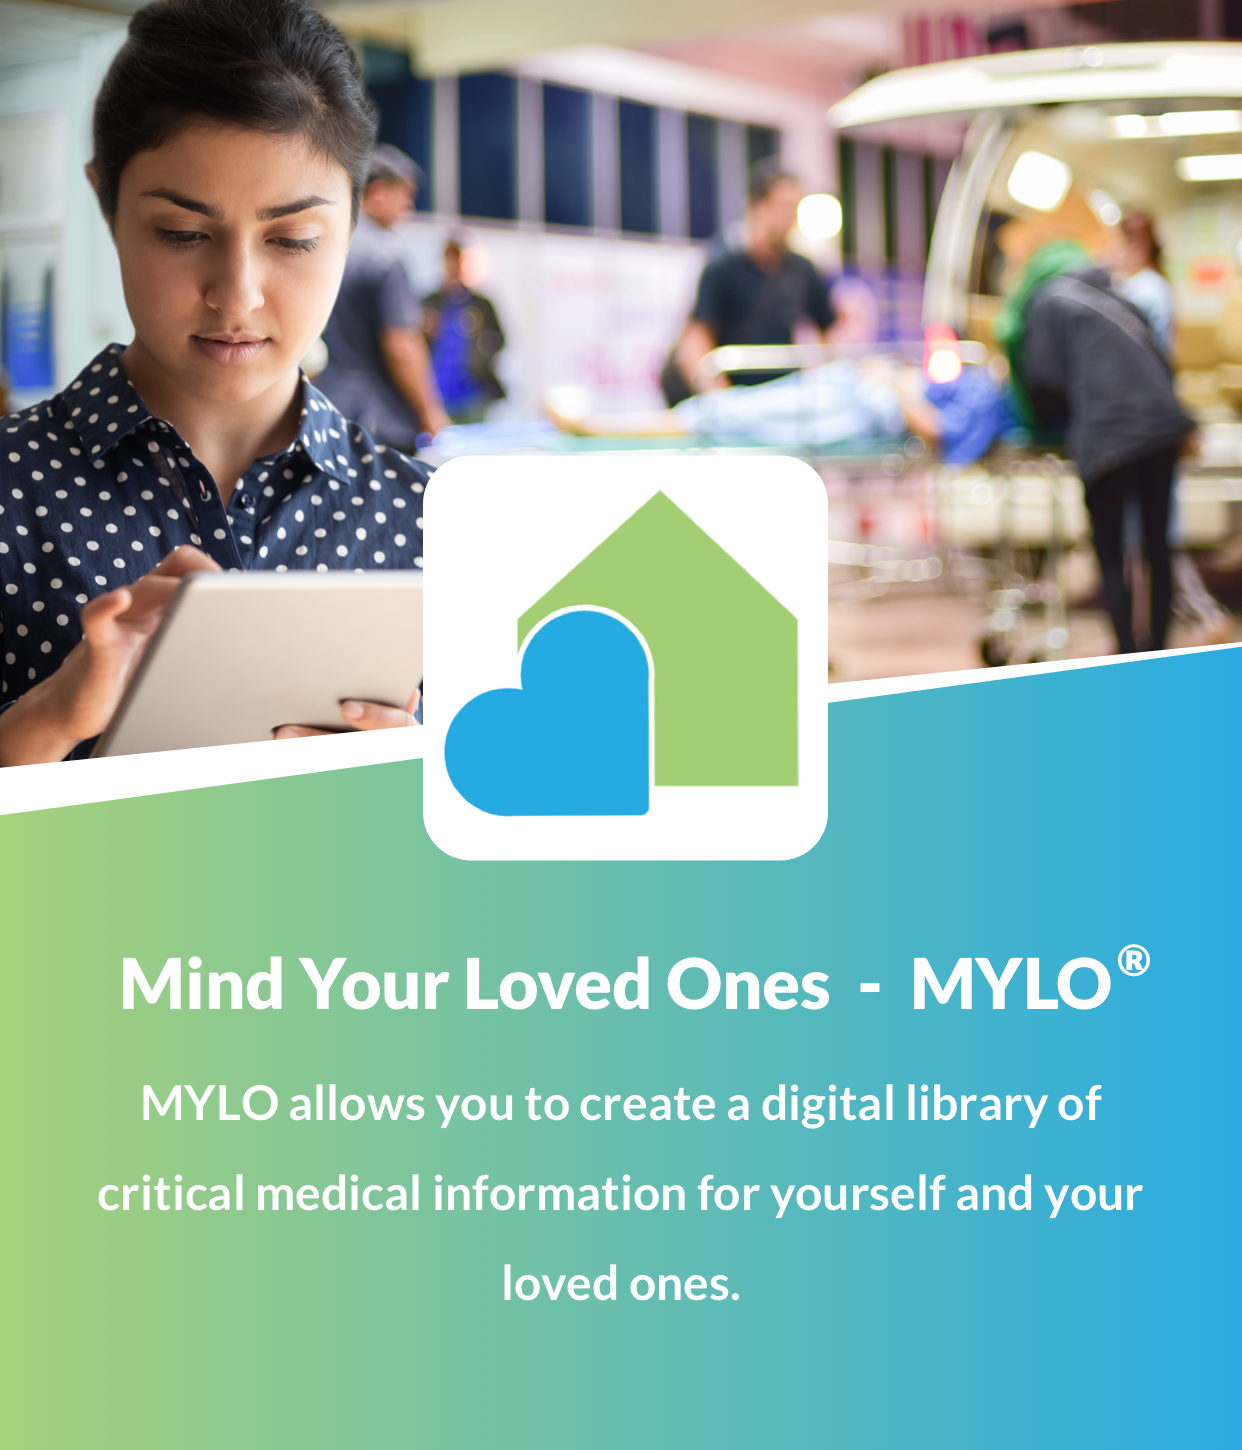 Mind Your Loved Ones - MYLO®
MYLO allows you to create a digital library of
critical medical information for yourself and your
loved ones.